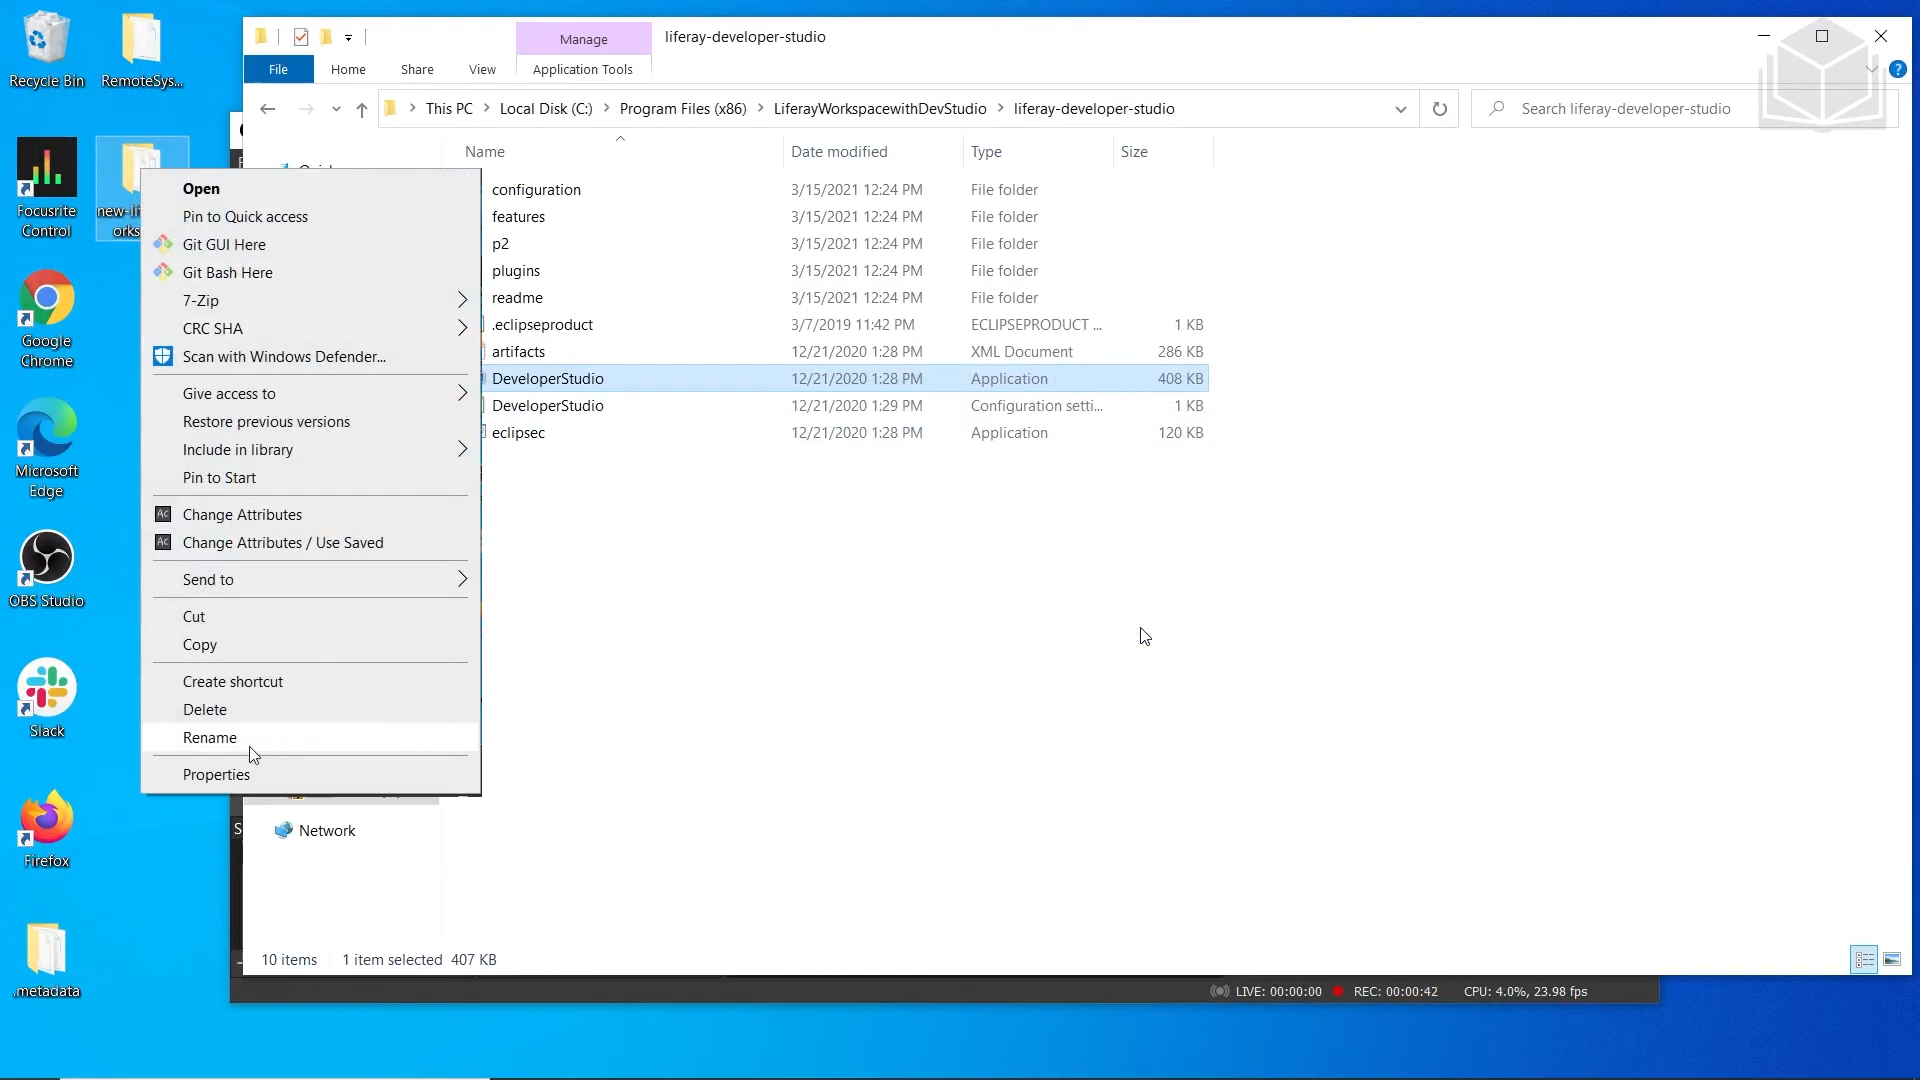 Recycle Bin
RemoteSys...
Focusrite
Control
Google
Chrome
Microsoft
Edge
OBS Studio
Slack
Firefox
.metadata
new-li
orks
Manage
liferay-developer-studio
File
Home
Share
View
Application Tools
This PC
Local Disk (C:)
Program Files (x86)
LiferayWorkspacewithDevStudio
liferay-developer-studio
Search liferay-developer-studio
Name
Date modified
Type
Size
configuration 3/15/2021 12:24 PM File folder
features 3/15/2021 12:24 PM File folder
p2 3/15/2021 12:24 PM File folder
plugins 3/15/2021 12:24 PM File folder
readme 3/15/2021 12:24 PM File folder
.eclipseproduct 3/7/2019 11:42 PM ECLIPSEPRODUCT ... 1 KB
artifacts 12/21/2020 1:28 PM XML Document 286 KB
DeveloperStudio 12/21/2020 1:28 PM Application 408 KB
DeveloperStudio 12/21/2020 1:29 PM Configuration setti... 1 KB
eclipsec 12/21/2020 1:28 PM Application 120 KB
Open
Pin to Quick access
Git GUI Here
Git Bash Here
7-Zip
CRC SHA
Scan with Windows Defender...
Give access to
Restore previous versions
Include in library
Pin to Start
Change Attributes
Change Attributes / Use Saved
Send to
Cut
Copy
Create shortcut
Delete
Rename
Properties
Network
10 items 1 item selected 407 KB
LIVE: 00:00:00 REC: 00:00:42 CPU: 4.0%, 23.98 fps